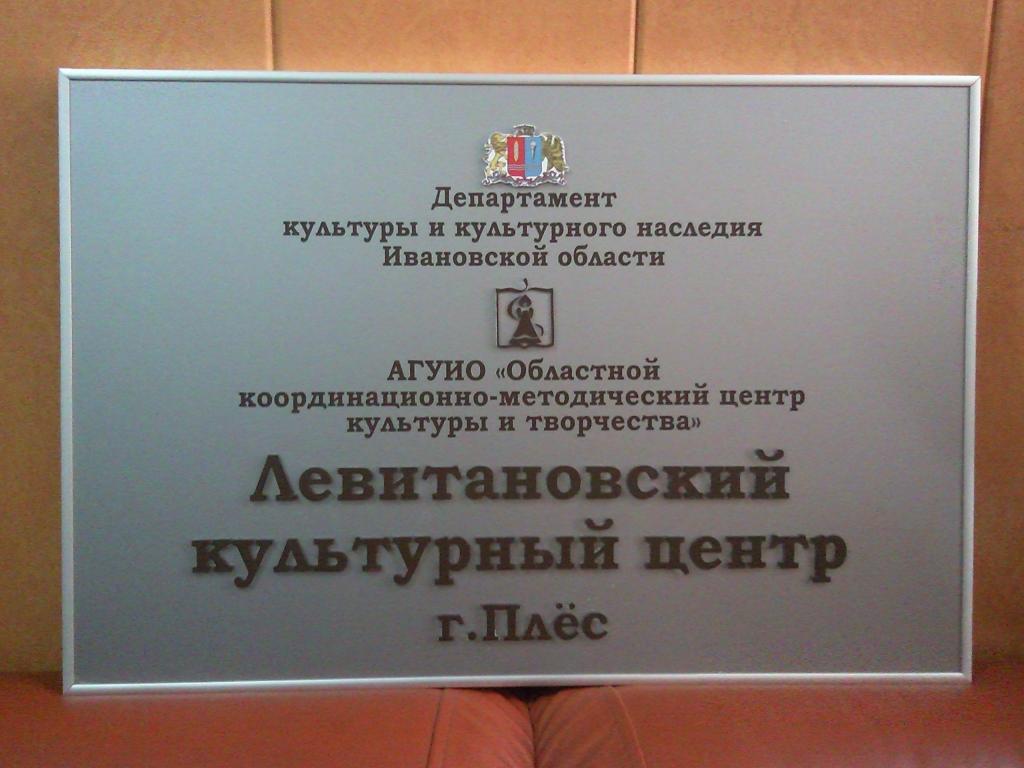 Департамент
культуры и культурного наследия
Ивановской области
АГУИО «Областной
координационно-методический центр
культуры и творчества»
Левитановский
культурный центр
г.Плёс